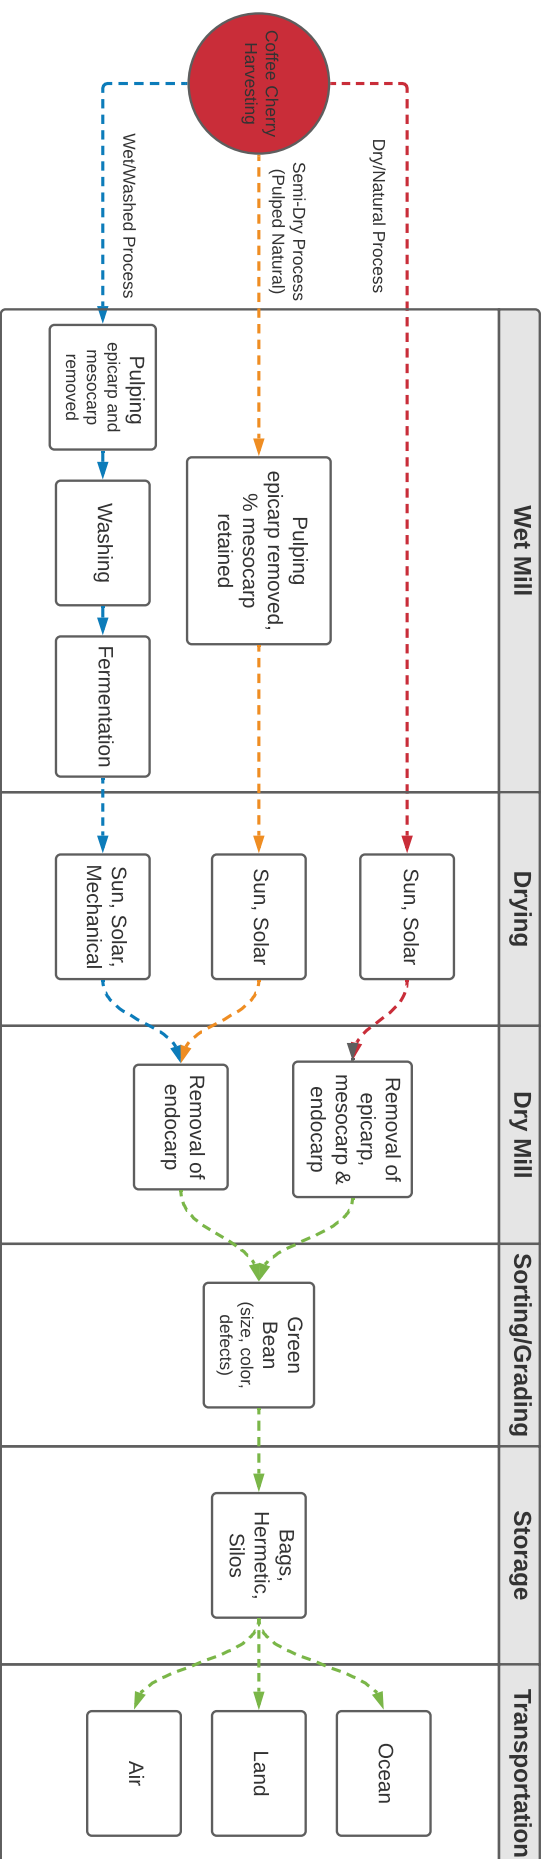 Wet Mill
Drying
Dry Mill
Sorting/Grading
Storage
Transportation
Coffee Cherry
Harvesting
Dry/Natural Process
Semi-Dry Process
(Pulped Natural)
Wet/Washed Process
Sun, Solar
Removal of
epicarp,
mesocarp &
endocarp
Pulping
epicarp removed,
% mesocarp
retained
Sun, Solar
Pulping
epicarp and
mesocarp
removed
Washing
Fermentation
Sun, Solar,
Mechanical
Removal of
endocarp
Green
Bean
(size, color,
defects)
Bags,
Hermetic,
Silos
Ocean
Land
Air